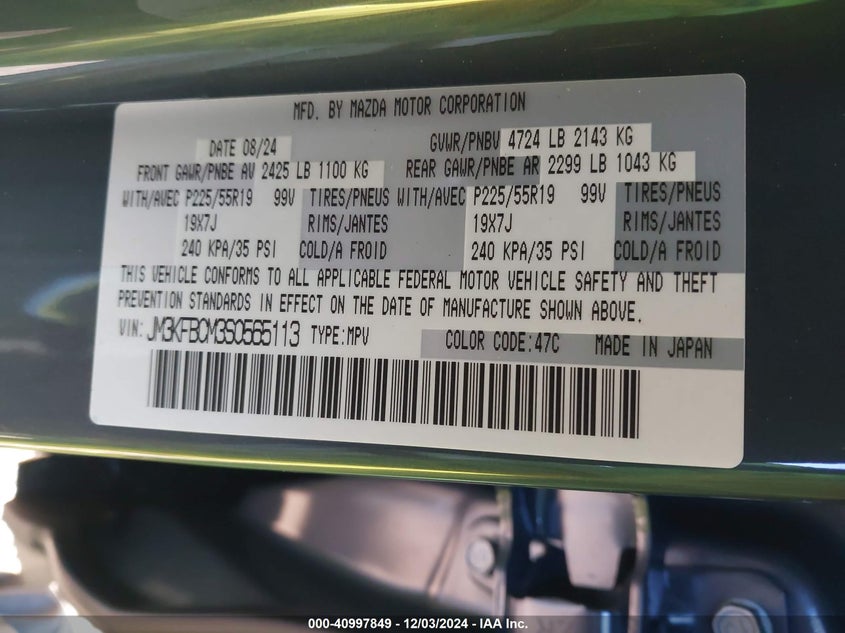 MFD. BY MAZDA MOTOR CORPORATION
DATE 08/24 GVWR/PNBV 4724 LB 2143 KG
FRONT GAWR/PNBE AV 2425 LB 1100 KG REAR GAWR/PNBE AR 2299 LB 1043 KG
WITH/AVEC P225/55R19 99V TIRES/PNEUS WITH/AVEC P225/55R19 99V TIRES/PNEUS
19X7J RIMS/JANTES 19X7J RIMS/JANTES
240 KPA/35 PSI COLD/A FROID 240 KPA/35 PSI COLD/A FROID
THIS VEHICLE CONFORMS TO ALL APPLICABLE FEDERAL MOTOR VEHICLE SAFETY AND THEFT
PREVENTION STANDARDS IN EFFECT ON THE DATE OF MANUFACTURE SHOWN ABOVE.
VIN: JM3KFBCM3S0565113 TYPE:MPV COLOR CODE:47C MADE IN JAPAN
000-40997849 - 12/03/2024 - IAA Inc.